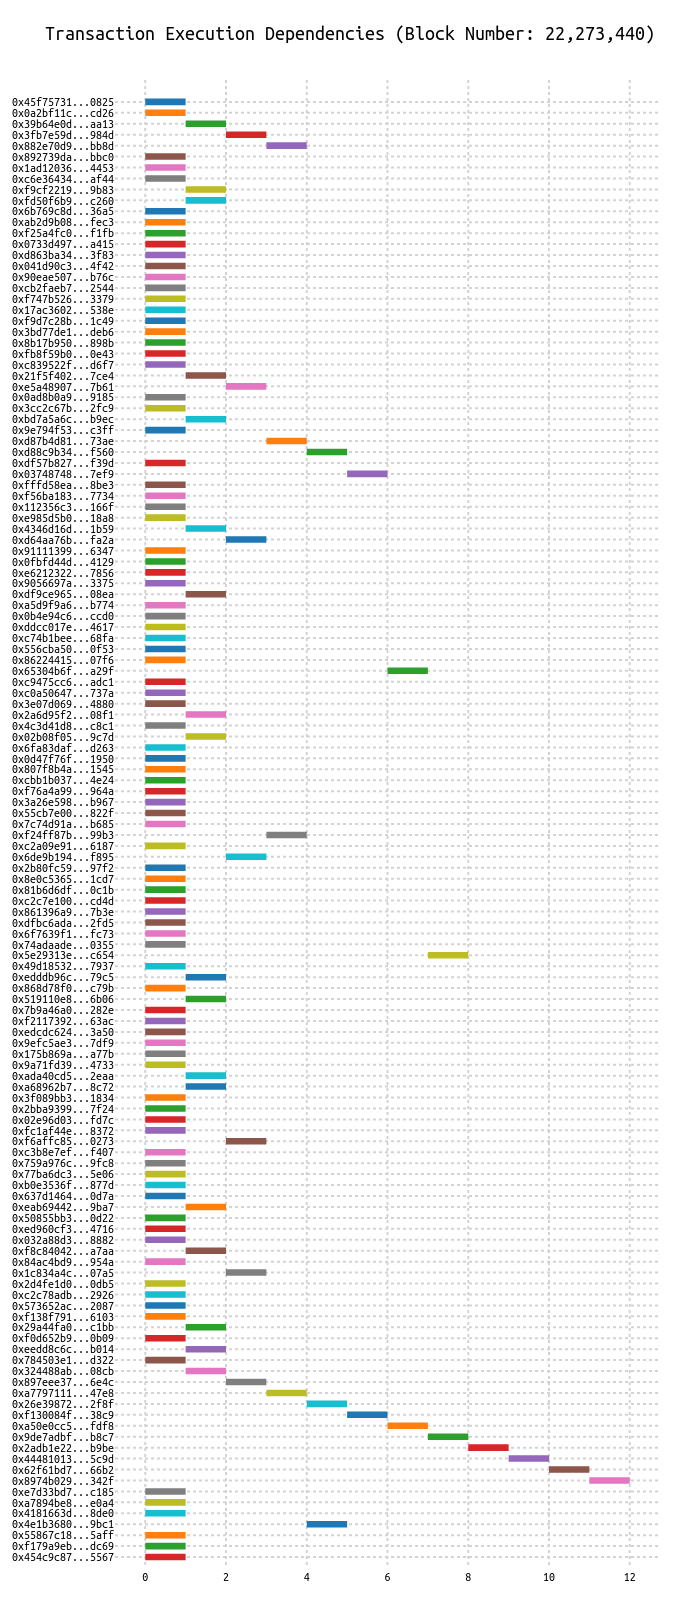 Transaction Execution Dependencies (Block Number: 22,273,440)
0x45f75731...0825
0x0a2bf11c...cd26
0x39b64e0d...aa13
0x3fb7e59d...984d
0x882e70d9...bb8d
0x892739da...bbc0
0x1ad12036...4453
0xc6e36434...af44
0xf9cf2219...9b83
0xfd50f6b9...c260
0x6b769c8d...36a5
0xab2d9b08...fec3
0xf25a4fc0...f1fb
0x0733d497...a415
0xd863ba34...3f83
0x041d90c3...4f42
0x90eae507...b76c
0xcb2faeb7...2544
0xf747b526...3379
0x17ac3602...538e
0xf9d7c28b...1c49
0x3bd77de1...deb6
0x8b17b950...898b
0xfb8f59b0...0e43
0xc839522f...d6f7
0x21f5f402...7ce4
0xe5a48907...7b61
0x0ad8b0a9...9185
0x3cc2c67b...2fc9
0xbd7a5a6c...b9ec
0x9e794f53...c3ff
0xd87b4d81...73ae
0xd88c9b34...f560
0xdf57b827...f39d
0x03748748...7ef9
0xfffd58ea...8be3
0xf56ba183...7734
0x112356c3...166f
0xe985d5b0...18a8
0x4346d16d...1b59
0xd64aa76b...fa2a
0x91111399...6347
0x0fbfd44d...4129
0xe6212322...7856
0x9056697a...3375
0xdf9ce965...08ea
0xa5d9f9a6...b774
0x0b4e94c6...ccd0
0xddcc017e...4617
0xc74b1bee...68fa
0x556cba50...0f53
0x86224415...07f6
0x65304b6f...a29f
0xc9475cc6...adc1
0xc0a50647...737a
0x3e07d069...4880
0x2a6d95f2...08f1
0x4c3d41d8...c8c1
0x02b08f05...9c7d
0x6fa83daf...d263
0x0d47f76f...1950
0x807f8b4a...1545
0xcbb1b037...4e24
0xf76a4a99...964a
0x3a26e598...b967
0x55cb7e00...822f
0x7c74d91a...b685
0xf24ff87b...99b3
0xc2a09e91...6187
0x6de9b194...f895
0x2b80fc59...97f2
0x8e0c5365...1cd7
0x81b6d6df...0c1b
0xc2c7e100...cd4d
0x861396a9...7b3e
0xdfbc6ada...2fd5
0x6f7639f1...fc73
0x74adaade...0355
0x5e29313e...c654
0x49d18532...7937
0xedddb96c...79c5
0x868d78f0...c79b
0x519110e8...6b06
0x7b9a46a0...282e
0xf2117392...63ac
0xedcdc624...3a50
0x9efc5ae3...7df9
0x175b869a...a77b
0x9a71fd39...4733
0xada40cd5...2eaa
0xa68962b7...8c72
0x3f089bb3...1834
0x2bba9399...7f24
0x02e96d03...fd7c
0xfc1af44e...8372
0xf6affc85...0273
0xc3b8e7ef...f407
0x759a976c...9fc8
0x77ba6dc3...5e06
0xb0e3536f...877d
0x637d1464...0d7a
0xeab69442...9ba7
0x50855bb3...0d22
0xed960cf3...4716
0x032a88d3...8882
0xf8c84042...a7aa
0x84ac4bd9...954a
0x1c834a4c...07a5
0x2d4fe1d0...0db5
0xc2c78adb...2926
0x573652ac...2087
0xf138f791...6103
0x29a44fa0...c1bb
0xf0d652b9...0b09
0xeedd8c6c...b014
0x784503e1...d322
0x324488ab...08cb
0x897eee37...6e4c
0xa7797111...47e8
0x26e39872...2f8f
0xf130084f...38c9
0xa50e0cc5...fdf8
0x9de7adbf...b8c7
0x2adb1e22...b9be
0x44481013...5c9d
0x62f61bd7...66b2
0x8974b029...342f
0xe7d33bd7...c185
0xa7894be8...e0a4
0x4181663d...8de0
0x4e1b3680...9bc1
0x55867c18...5aff
0xf179a9eb...dc69
0x454c9c87...5567
0 2 4 6 8 10 12